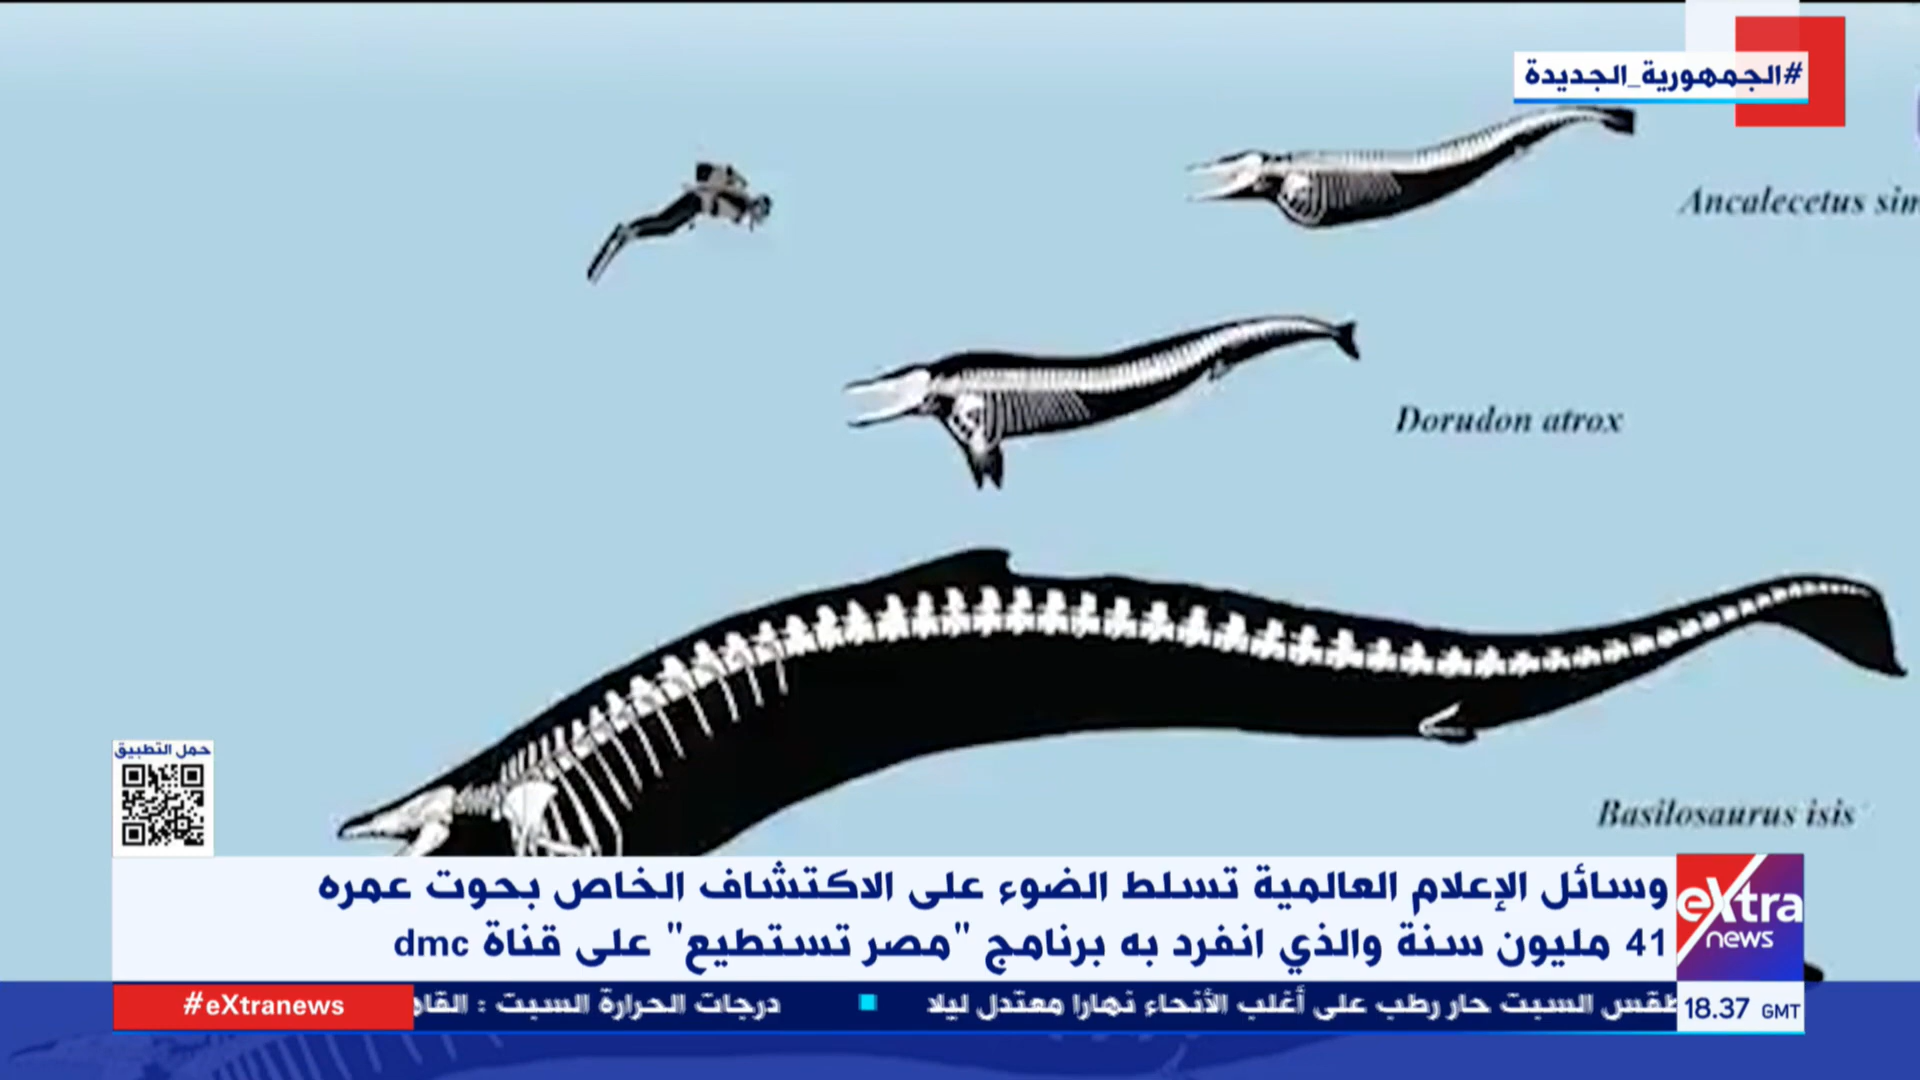 #الجمهورية_الجديدة
Ancalecetus
Dorudon atrox
Basilosaurus isis
حمل التطبيق
وسائل الإعلام العالمية تسلط الضوء على الاكتشاف الخاص بحوت عمره
41 مليون سنة والذي انفرد به برنامج "مصر تستطيع" على قناة dmc
eXtra
news
#eXtranews
طقس السبت حار رطب على أغلب الأنحاء نهارا معتدل ليلا
درجات الحرارة السبت :
18.37 GMT